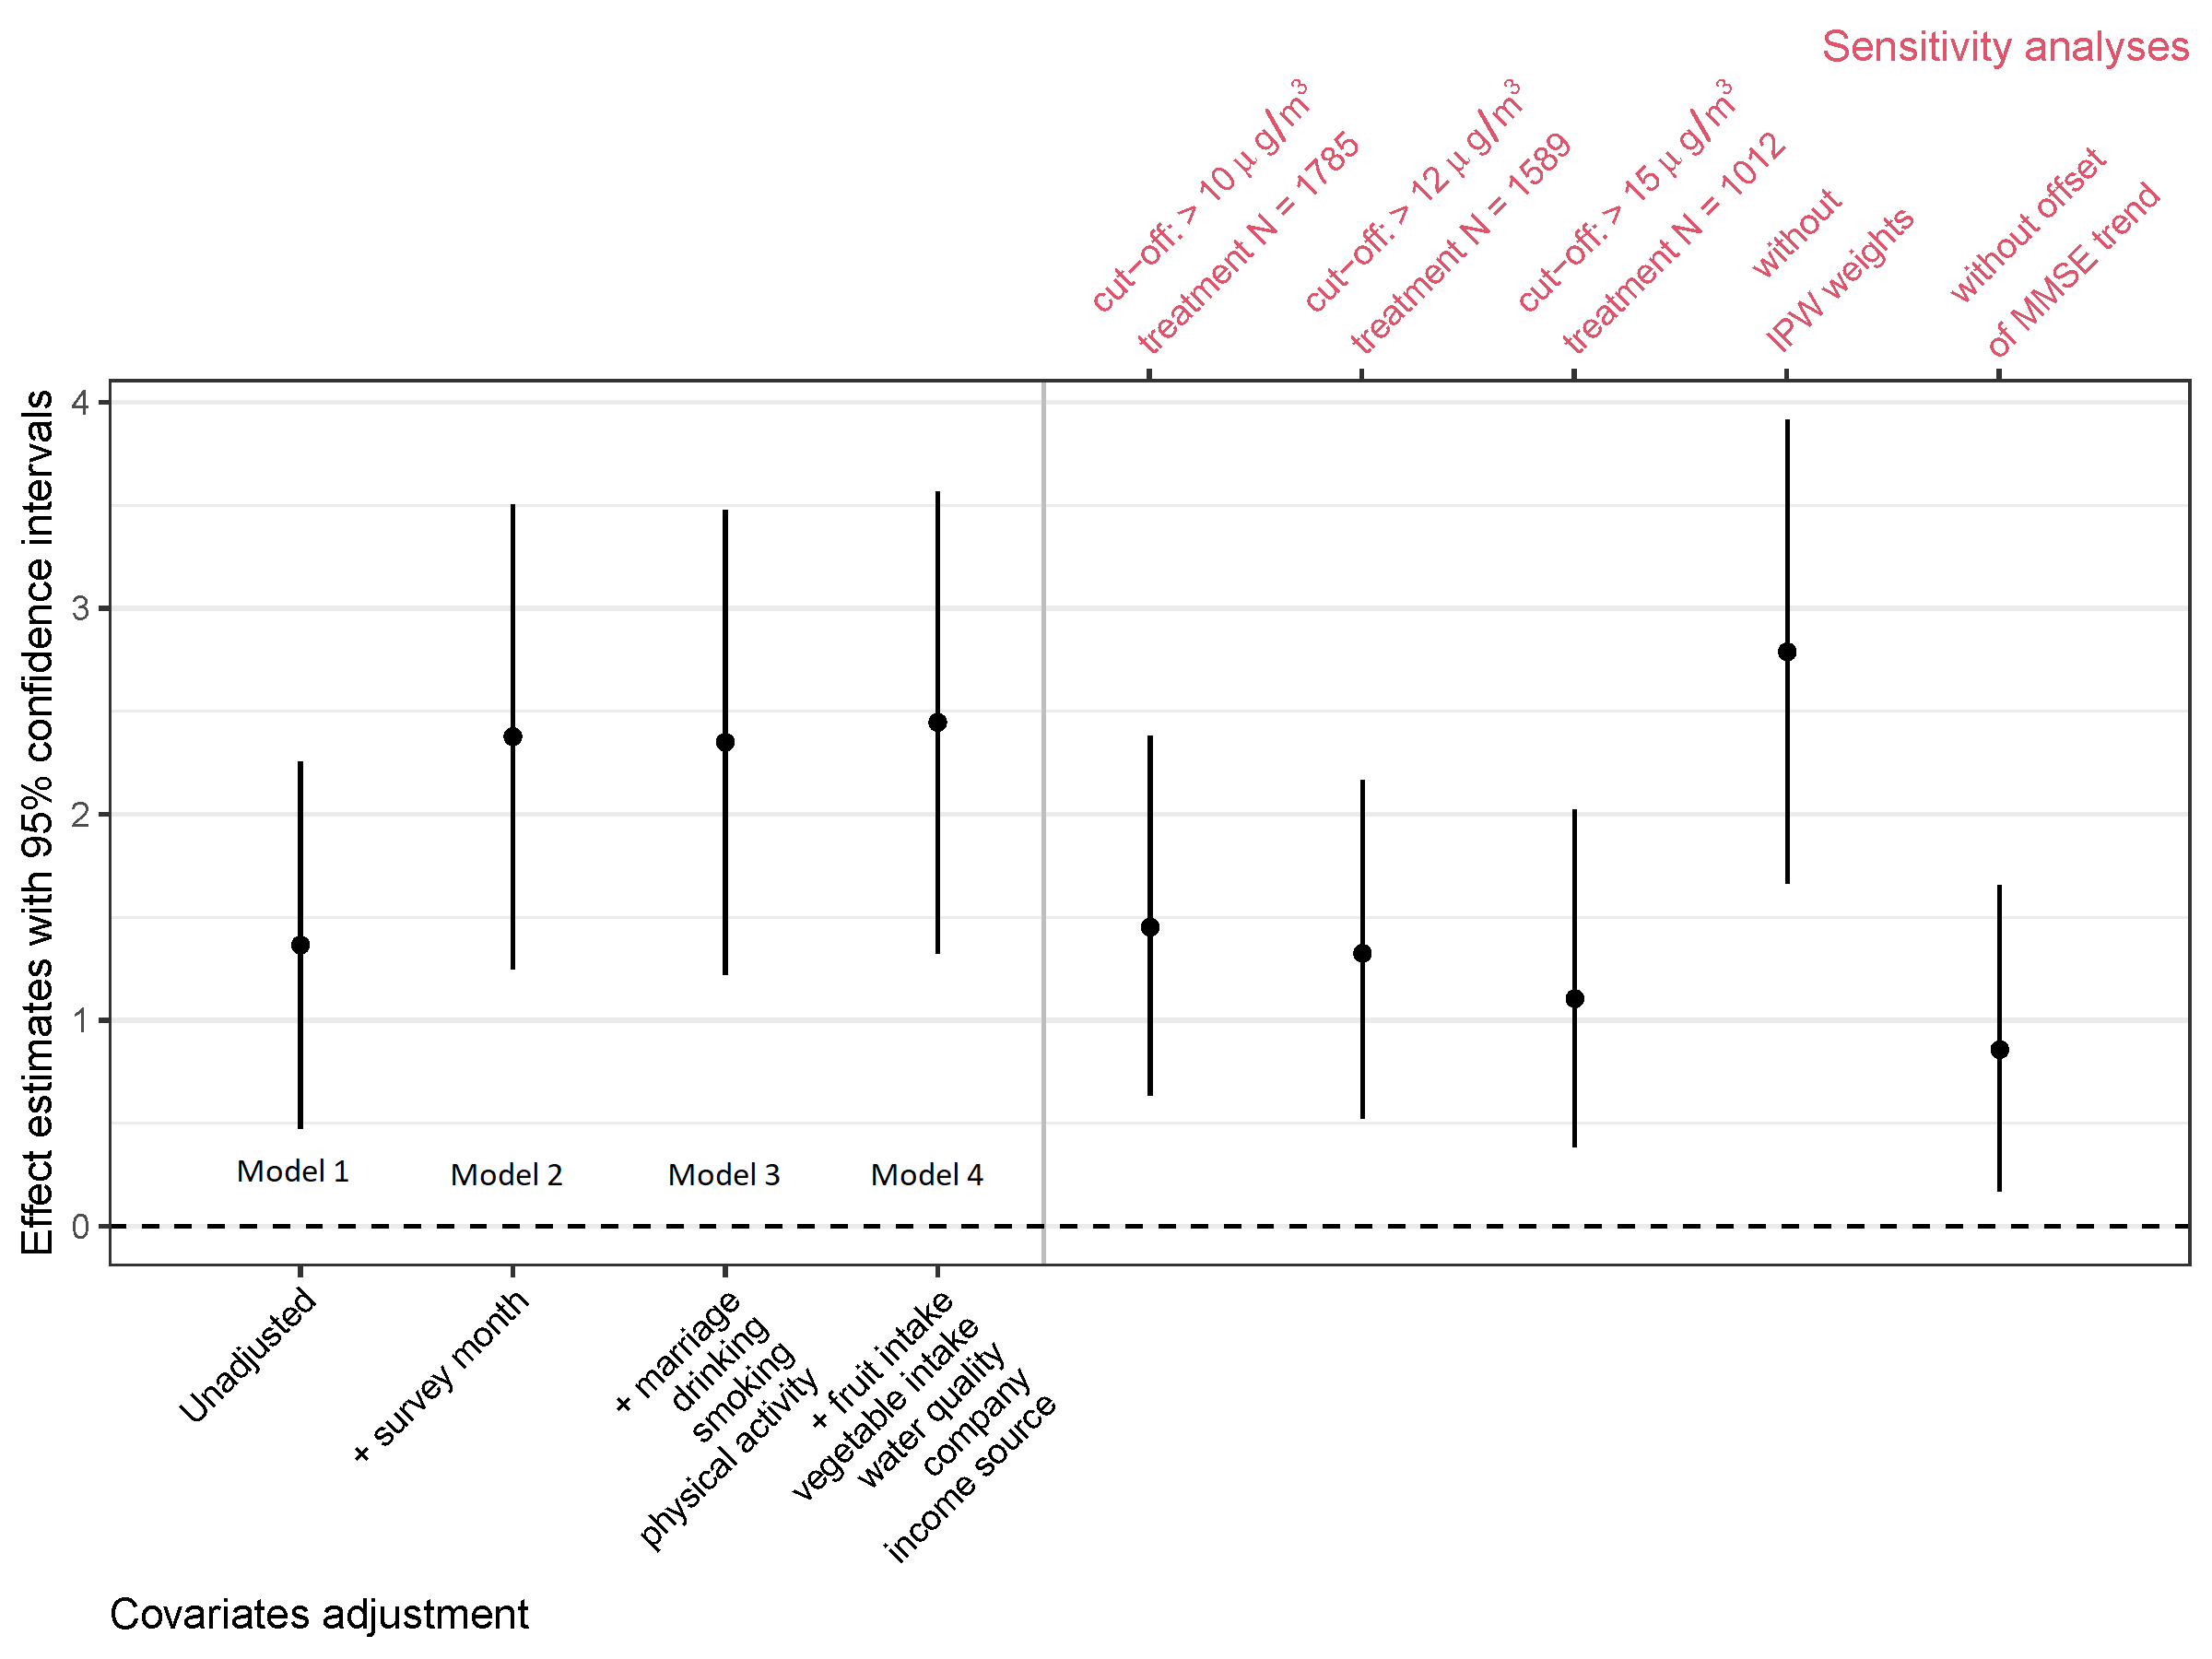 Sensitivity analyses
cut−off: > 10 μ g/m³
treatment N = 1785
cut−off: > 12 μ g/m³
treatment N = 1589
cut−off: > 15 μ g/m³
treatment N = 1012
without
IPW weights
without offset
of MMSE trend
Effect estimates with 95% confidence intervals
4
3
2
1
0
Model 1
Model 2
Model 3
Model 4
Unadjusted
+ survey month
+ marriage
drinking
smoking
physical activity
+ fruit intake
vegetable intake
water quality
company
income source
Covariates adjustment